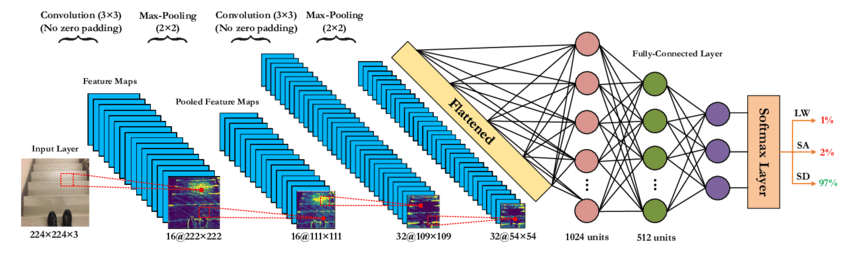 Convolution (3×3)
(No zero padding)
Max-Pooling
(2×2)
Convolution (3×3)
(No zero padding)
Max-Pooling
(2×2)
Feature Maps
Pooled Feature Maps
Input Layer
Flattened
Fully-Connected Layer
Softmax Layer
LW
1%
SA
2%
SD
97%
224×224×3
16@222×222
16@111×111
32@109×109
32@54×54
1024 units
512 units